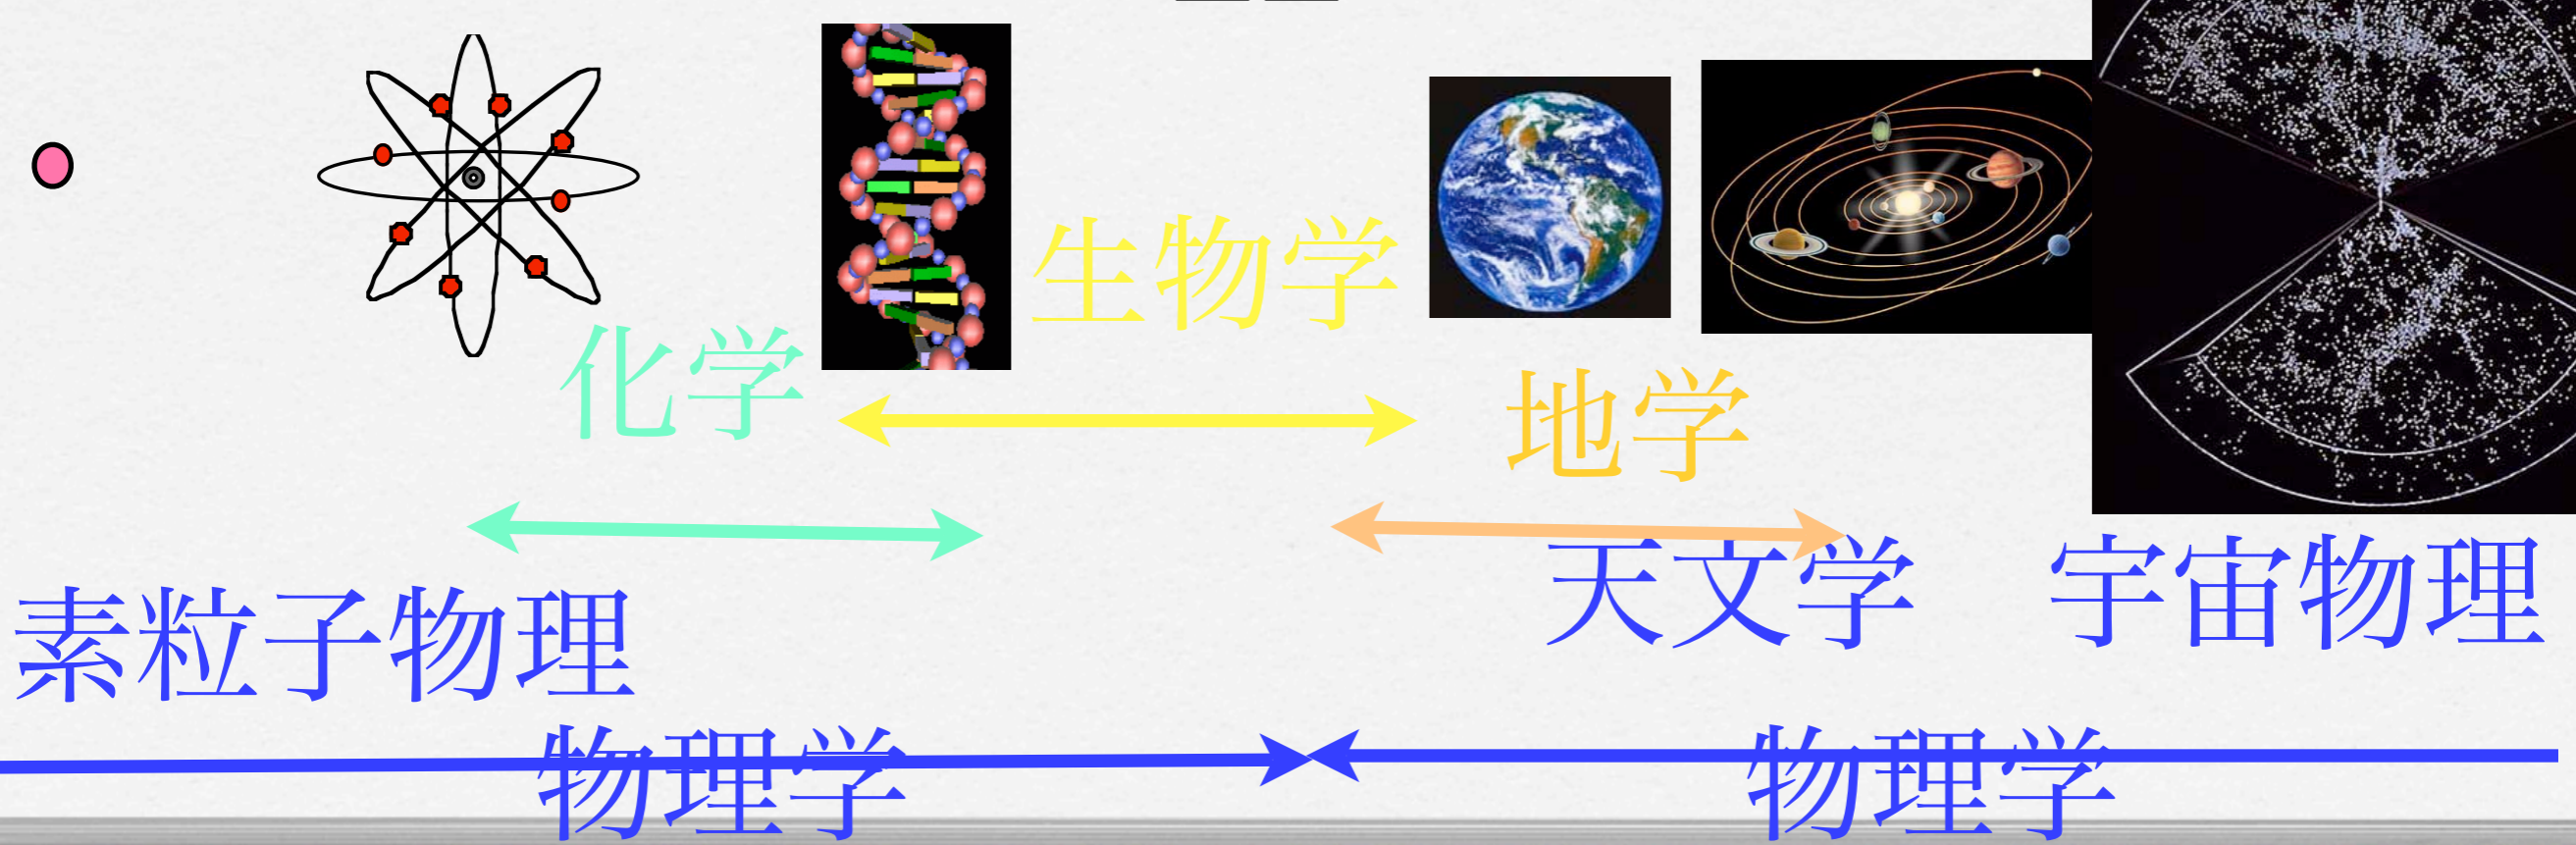 生物学
化学
地学
天文学
宇宙物理
素粒子物理
物理学
物理学